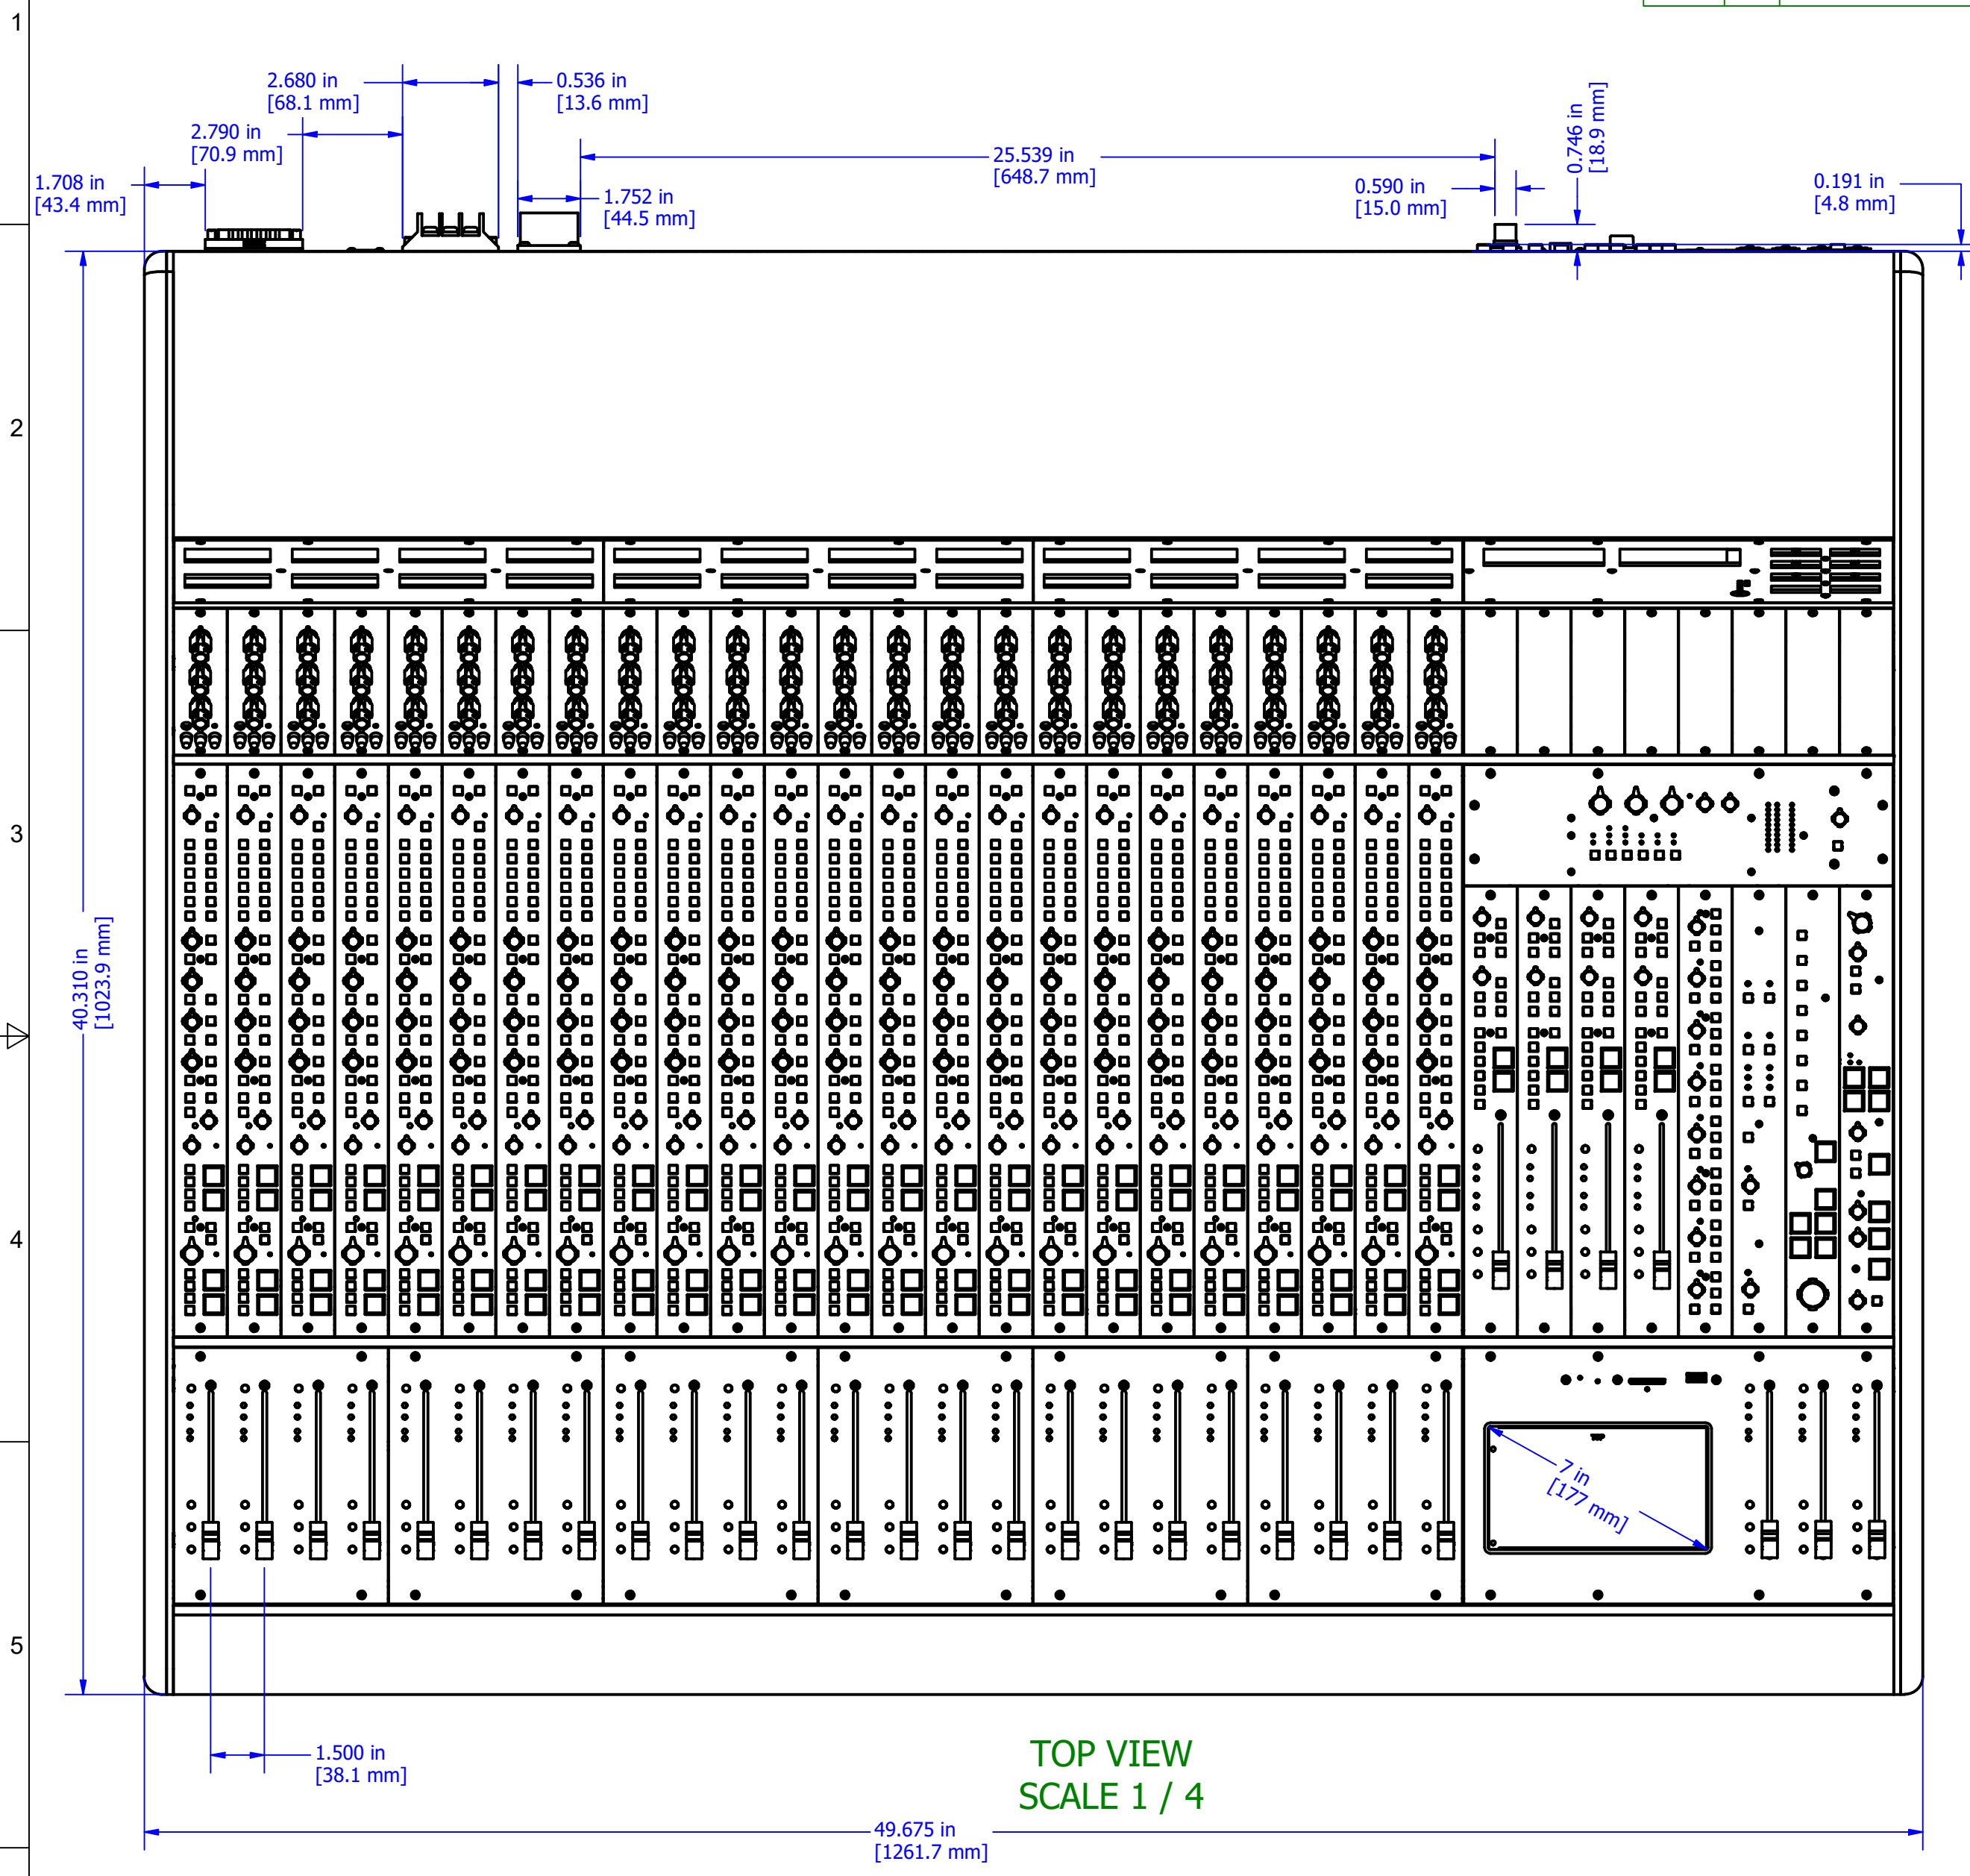 1
2.680 in
[68.1 mm]
0.536 in
[13.6 mm]
2.790 in
[70.9 mm]
0.746 in
[18.9 mm]
25.539 in
[648.7 mm]
1.708 in
[43.4 mm]
1.752 in
[44.5 mm]
0.590 in
[15.0 mm]
0.191 in
[4.8 mm]
2
3
40.310 in
[1023.9 mm]
4
7 in
[177 mm]
5
1.500 in
[38.1 mm]
TOP VIEW
SCALE 1 / 4
49.675 in
[1261.7 mm]